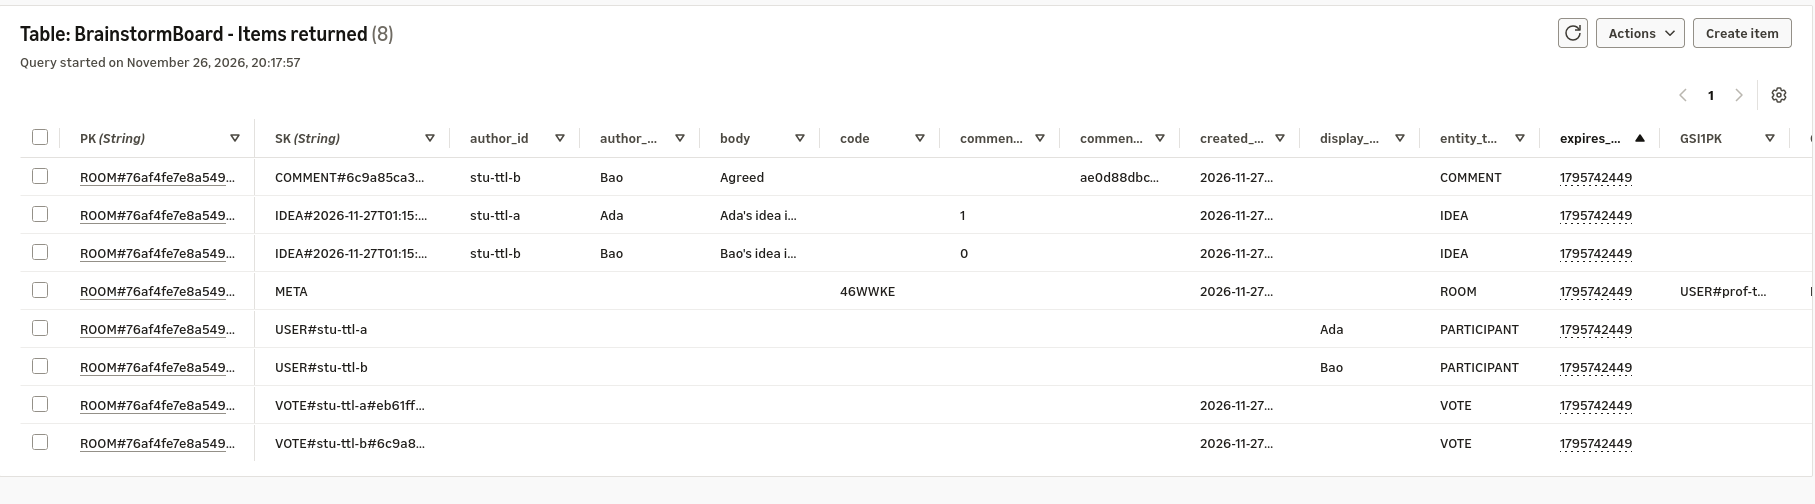 Table: BrainstormBoard - Items returned (8)
Actions
Create item
Query started on November 26, 2026, 20:17:57
1
PK (String) SK (String) author_id author_... body code commen... commen... created_... display_... entity_t... expires_... GSI1PK
ROOM#76af4fe7e8a549... COMMENT#6c9a85ca3... stu-ttl-b Bao Agreed ae0d88dbc... 2026-11-27... COMMENT 1795742449
ROOM#76af4fe7e8a549... IDEA#2026-11-27T01:15:... stu-ttl-a Ada Ada's idea i... 1 2026-11-27... IDEA 1795742449
ROOM#76af4fe7e8a549... IDEA#2026-11-27T01:15:... stu-ttl-b Bao Bao's idea i... 0 2026-11-27... IDEA 1795742449
ROOM#76af4fe7e8a549... META 46WWKE 2026-11-27... ROOM 1795742449 USER#prof-t...
ROOM#76af4fe7e8a549... USER#stu-ttl-a Ada PARTICIPANT 1795742449
ROOM#76af4fe7e8a549... USER#stu-ttl-b Bao PARTICIPANT 1795742449
ROOM#76af4fe7e8a549... VOTE#stu-ttl-a#eb61ff... 2026-11-27... VOTE 1795742449
ROOM#76af4fe7e8a549... VOTE#stu-ttl-b#6c9a8... 2026-11-27... VOTE 1795742449